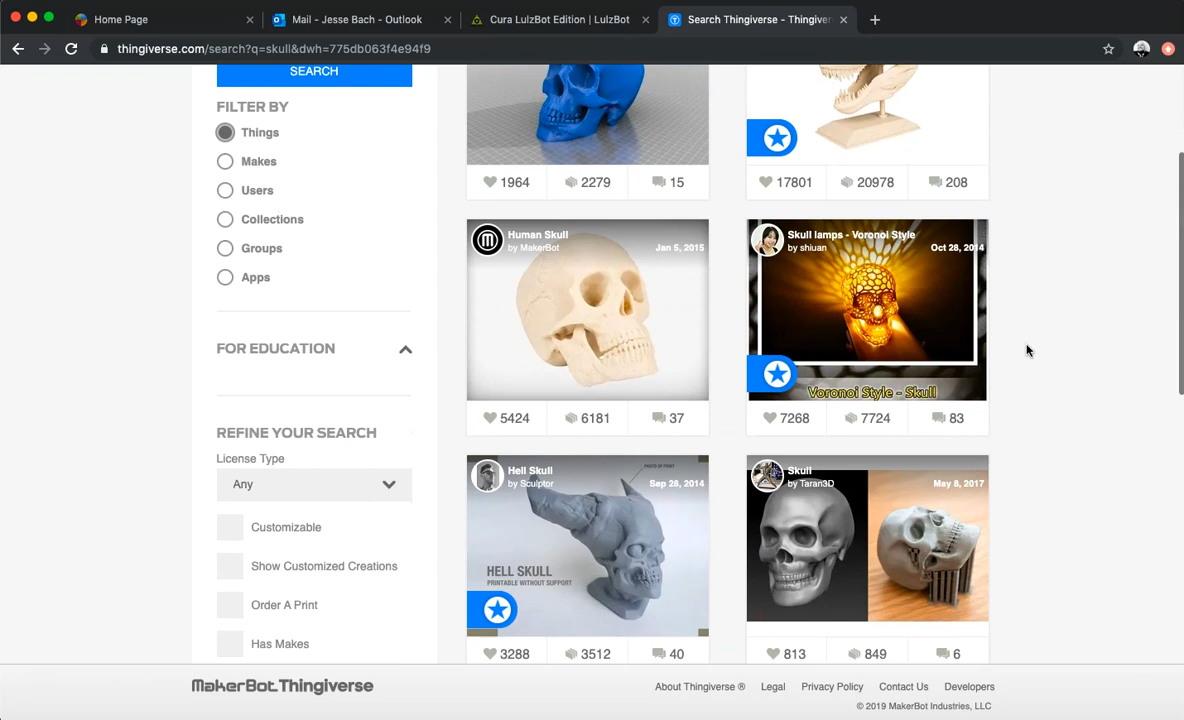 Home Page
Mail - Jesse Bach - Outlook
Cura LulzBot Edition | LulzBot
Search Thingiverse - Thingiver
thingiverse.com/search?q=skull&dwh=775db063f4e94f9
SEARCH
FILTER BY
Things
Makes
Users
Collections
Groups
Apps
FOR EDUCATION
REFINE YOUR SEARCH
License Type
Any
Customizable
Show Customized Creations
Order A Print
Has Makes
1964 2279 15
17801 20978 208
Human Skull
by MakerBot Jan 5, 2015
5424 6181 37
Skull lamps - Voronoi Style
by shiuan Oct 28, 2014
Voronoi Style - Skull
7268 7724 83
Hell Skull
by Sculptor Sep 28, 2014
PHOTO OF PRINT
HELL SKULL
PRINTABLE WITHOUT SUPPORT
3288 3512 40
Skull
by Taran3D May 8, 2017
813 849 6
MakerBot Thingiverse
About Thingiverse ® Legal Privacy Policy Contact Us Developers
© 2019 MakerBot Industries, LLC